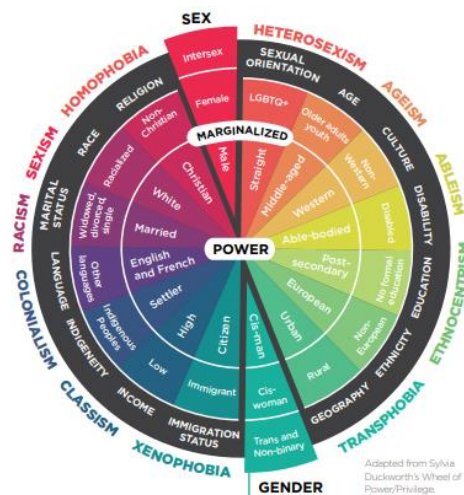 SEX
Intersex
Female
Male
HETEROSEXISM
SEXUAL
ORIENTATION
LGBTQ+
Straight
AGEISM
AGE
Older adults
youth
Middle-aged
CULTURE
Non-
Western
Western
ABLEISM
DISABILITY
Disabled
Able-bodied
EDUCATION
No formal
education
Post-
secondary
ETHNOCENTRISM
ETHNICITY
Non-
European
European
GEOGRAPHY
Rural
Urban
TRANSPHOBIA
Cis-man
Cis-
woman
Trans and
Non-binary
GENDER
XENOPHOBIA
IMMIGRATION
STATUS
Immigrant
Citizen
CLASSISM
INCOME
Low
High
COLONIALISM
INDIGENEITY
Indigenous
Peoples
Settler
LANGUAGE
Other
languages
English
and French
RACISM
MARITAL
STATUS
Widowed,
divorced,
single
Married
SEXISM
RACE
Racialized
White
HOMOPHOBIA
RELIGION
Non-
Christian
Christian
MARGINALIZED
POWER
Adapted from Sylvia
Duckworth's Wheel of
Power/Privilege.